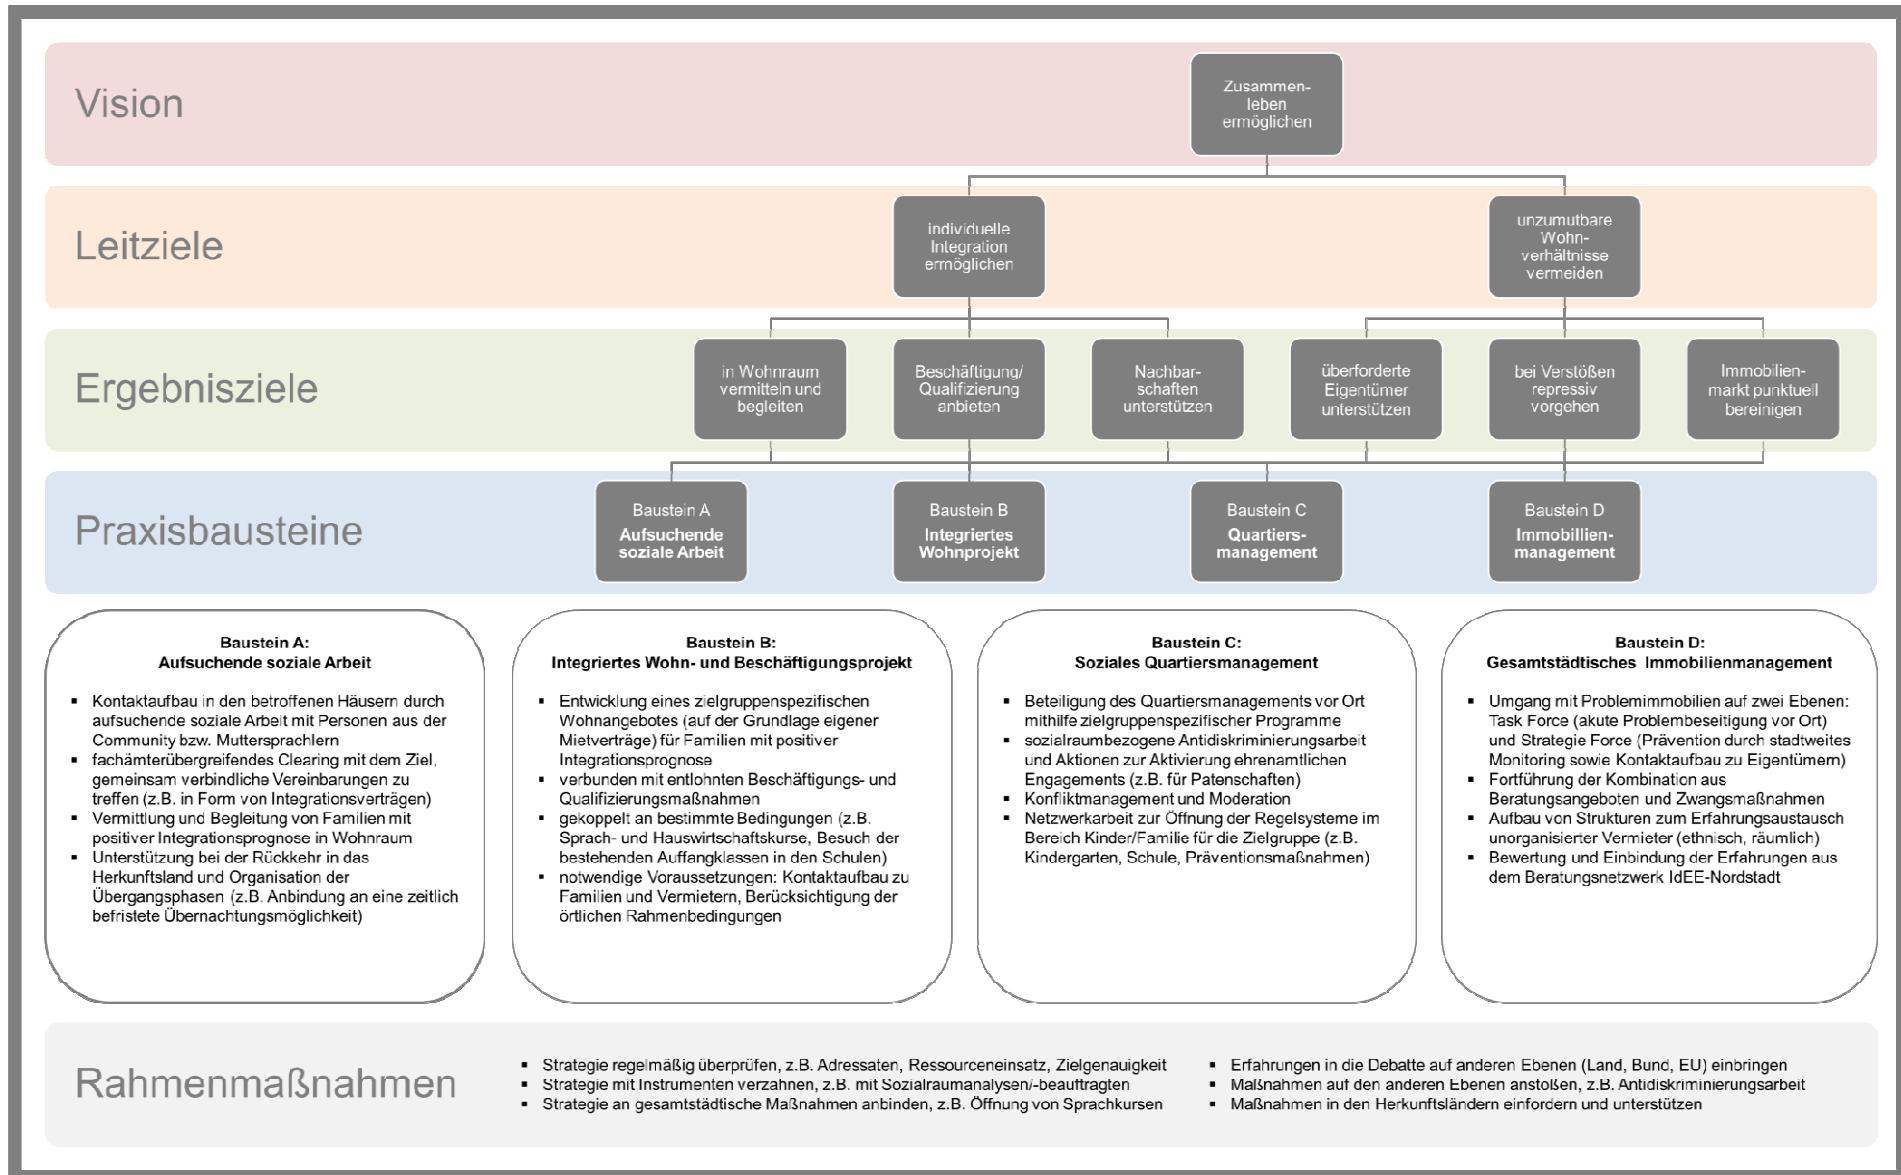 Vision
Zusammen-
leben
ermöglichen
Leitziele
individuelle
Integration
ermöglichen
unzumutbare
Wohn-
verhältnisse
vermeiden
Ergebnisziele
in Wohnraum
vermitteln und
begleiten
Beschäftigung/
Qualifizierung
anbieten
Nachbar-
schaften
unterstützen
überforderte
Eigentümer
unterstützen
bei Verstößen
repressiv
vorgehen
Immobilien-
markt punktuell
bereinigen
Praxisbausteine
Baustein A
Aufsuchende
soziale Arbeit
Baustein B
Integriertes
Wohnprojekt
Baustein C
Quartiers-
management
Baustein D
Immobillien-
management
Baustein A:
Aufsuchende soziale Arbeit
▪ Kontaktaufbau in den betroffenen Häusern durch
aufsuchende soziale Arbeit mit Personen aus der
Community bzw. Muttersprachlern
▪ fachämterübergreifendes Clearing mit dem Ziel,
gemeinsam verbindliche Vereinbarungen zu
treffen (z.B. in Form von Integrationsverträgen)
▪ Vermittlung und Begleitung von Familien mit
positiver Integrationsprognose in Wohnraum
▪ Unterstützung bei der Rückkehr in das
Herkunftsland und Organisation der
Übergangsphasen (z.B. Anbindung an eine zeitlich
befristete Übernachtungsmöglichkeit)
Baustein B:
Integriertes Wohn- und Beschäftigungsprojekt
▪ Entwicklung eines zielgruppenspezifischen
Wohnangebotes (auf der Grundlage eigener
Mietverträge) für Familien mit positiver
Integrationsprognose
▪ verbunden mit entlohnten Beschäftigungs- und
Qualifizierungsmaßnahmen
▪ gekoppelt an bestimmte Bedingungen (z.B.
Sprach- und Hauswirtschaftskurse, Besuch der
bestehenden Auffangklassen in den Schulen)
▪ notwendige Voraussetzungen: Kontaktaufbau zu
Familien und Vermietern, Berücksichtigung der
örtlichen Rahmenbedingungen
Baustein C:
Soziales Quartiersmanagement
▪ Beteiligung des Quartiersmanagements vor Ort
mithilfe zielgruppenspezifischer Programme
▪ sozialraumbezogene Antidiskriminierungsarbeit
und Aktionen zur Aktivierung ehrenamtlichen
Engagements (z.B. für Patenschaften)
▪ Konfliktmanagement und Moderation
▪ Netzwerkarbeit zur Öffnung der Regelsysteme im
Bereich Kinder/Familie für die Zielgruppe (z.B.
Kindergarten, Schule, Präventionsmaßnahmen)
Baustein D:
Gesamtstädtisches Immobilienmanagement
▪ Umgang mit Problemimmobilien auf zwei Ebenen:
Task Force (akute Problembeseitigung vor Ort)
und Strategie Force (Prävention durch stadtweites
Monitoring sowie Kontaktaufbau zu Eigentümern)
▪ Fortführung der Kombination aus
Beratungsangeboten und Zwangsmaßnahmen
▪ Aufbau von Strukturen zum Erfahrungsaustausch
unorganisierter Vermieter (ethnisch, räumlich)
▪ Bewertung und Einbindung der Erfahrungen aus
dem Beratungsnetzwerk IdEE-Nordstadt
Rahmenmaßnahmen
▪ Strategie regelmäßig überprüfen, z.B. Adressaten, Ressourceneinsatz, Zielgenauigkeit
▪ Strategie mit Instrumenten verzahnen, z.B. mit Sozialraumanalysen/-beauftragten
▪ Strategie an gesamtstädtische Maßnahmen anbinden, z.B. Öffnung von Sprachkursen
▪ Erfahrungen in die Debatte auf anderen Ebenen (Land, Bund, EU) einbringen
▪ Maßnahmen auf den anderen Ebenen anstoßen, z.B. Antidiskriminierungsarbeit
▪ Maßnahmen in den Herkunftsländern einfordern und unterstützen